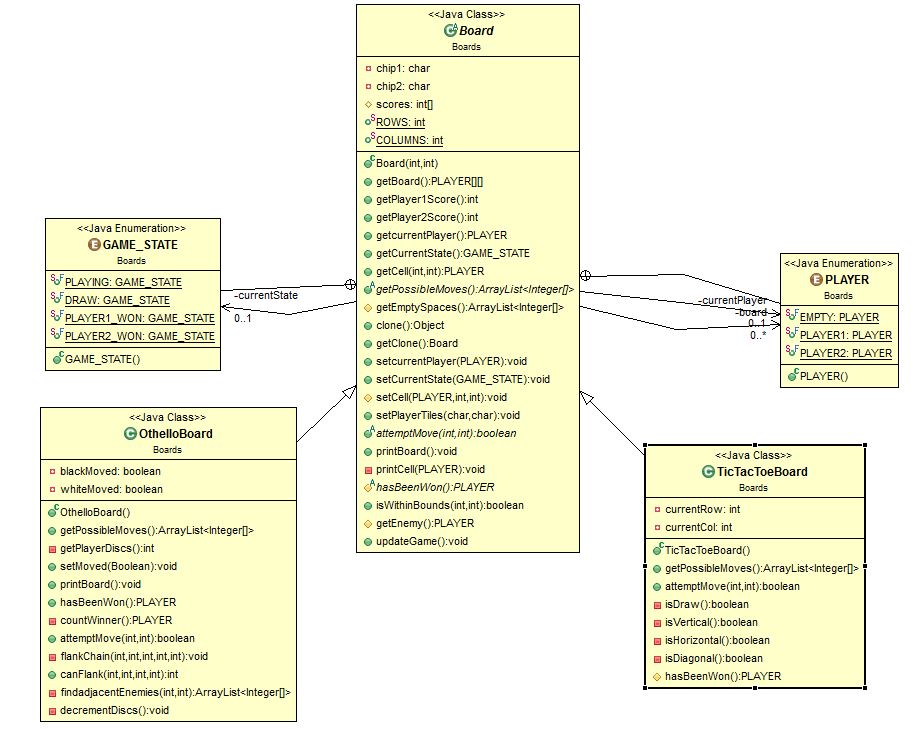 <<Java Class>>
Board
Boards
chip1: char
chip2: char
scores: int[]
ROWS: int
COLUMNS: int
Board(int,int)
getBoard():PLAYER[][]
getPlayer1Score():int
getPlayer2Score():int
getcurrentPlayer():PLAYER
getCurrentState():GAME_STATE
getCell(int,int):PLAYER
getPossibleMoves():ArrayList<Integer[]>
getEmptySpaces():ArrayList<Integer[]>
clone():Object
getClone():Board
setcurrentPlayer(PLAYER):void
setCurrentState(GAME_STATE):void
setCell(PLAYER,int,int):void
setPlayerTiles(char,char):void
attemptMove(int,int):boolean
printBoard():void
printCell(PLAYER):void
hasBeenWon():PLAYER
isWithinBounds(int,int):boolean
getEnemy():PLAYER
updateGame():void
<<Java Enumeration>>
GAME_STATE
Boards
PLAYING: GAME_STATE
DRAW: GAME_STATE
PLAYER1_WON: GAME_STATE
PLAYER2_WON: GAME_STATE
GAME_STATE()
-currentState
0..1
-currentPlayer
-board
0..1
0..*
<<Java Enumeration>>
PLAYER
Boards
EMPTY: PLAYER
PLAYER1: PLAYER
PLAYER2: PLAYER
PLAYER()
<<Java Class>>
OthelloBoard
Boards
blackMoved: boolean
whiteMoved: boolean
OthelloBoard()
getPossibleMoves():ArrayList<Integer[]>
getPlayerDiscs():int
setMoved(Boolean):void
printBoard():void
hasBeenWon():PLAYER
countWinner():PLAYER
attemptMove(int,int):boolean
flankChain(int,int,int,int,int):void
canFlank(int,int,int,int):int
findadjacentEnemies(int,int):ArrayList<Integer[]>
decrementDiscs():void
<<Java Class>>
TicTacToeBoard
Boards
currentRow: int
currentCol: int
TicTacToeBoard()
getPossibleMoves():ArrayList<Integer[]>
attemptMove(int,int):boolean
isDraw():boolean
isVertical():boolean
isHorizontal():boolean
isDiagonal():boolean
hasBeenWon():PLAYER